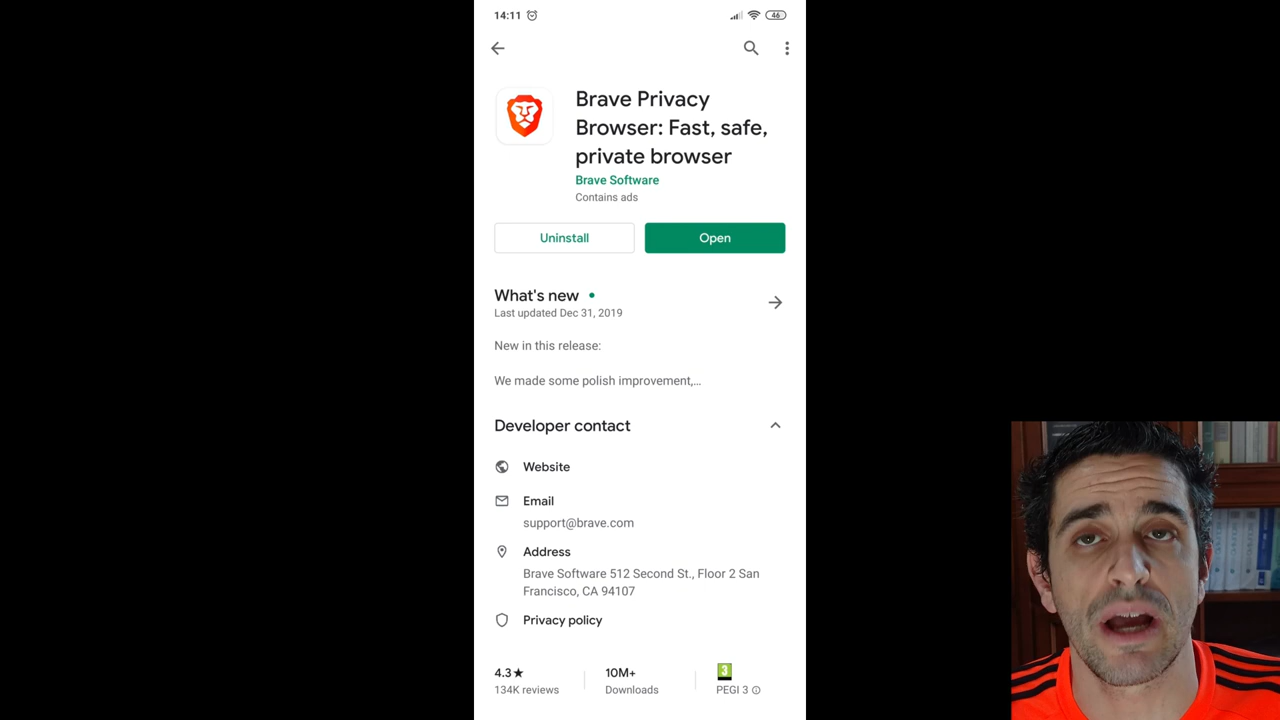 14:11
46
Brave Privacy
Browser: Fast, safe,
private browser
Brave Software
Contains ads
Uninstall
Open
What's new
Last updated Dec 31, 2019
New in this release:
We made some polish improvement,…
Developer contact
Website
Email
support@brave.com
Address
Brave Software 512 Second St., Floor 2 San
Francisco, CA 94107
Privacy policy
4.3★
134K reviews
10M+
Downloads
3
PEGI 3